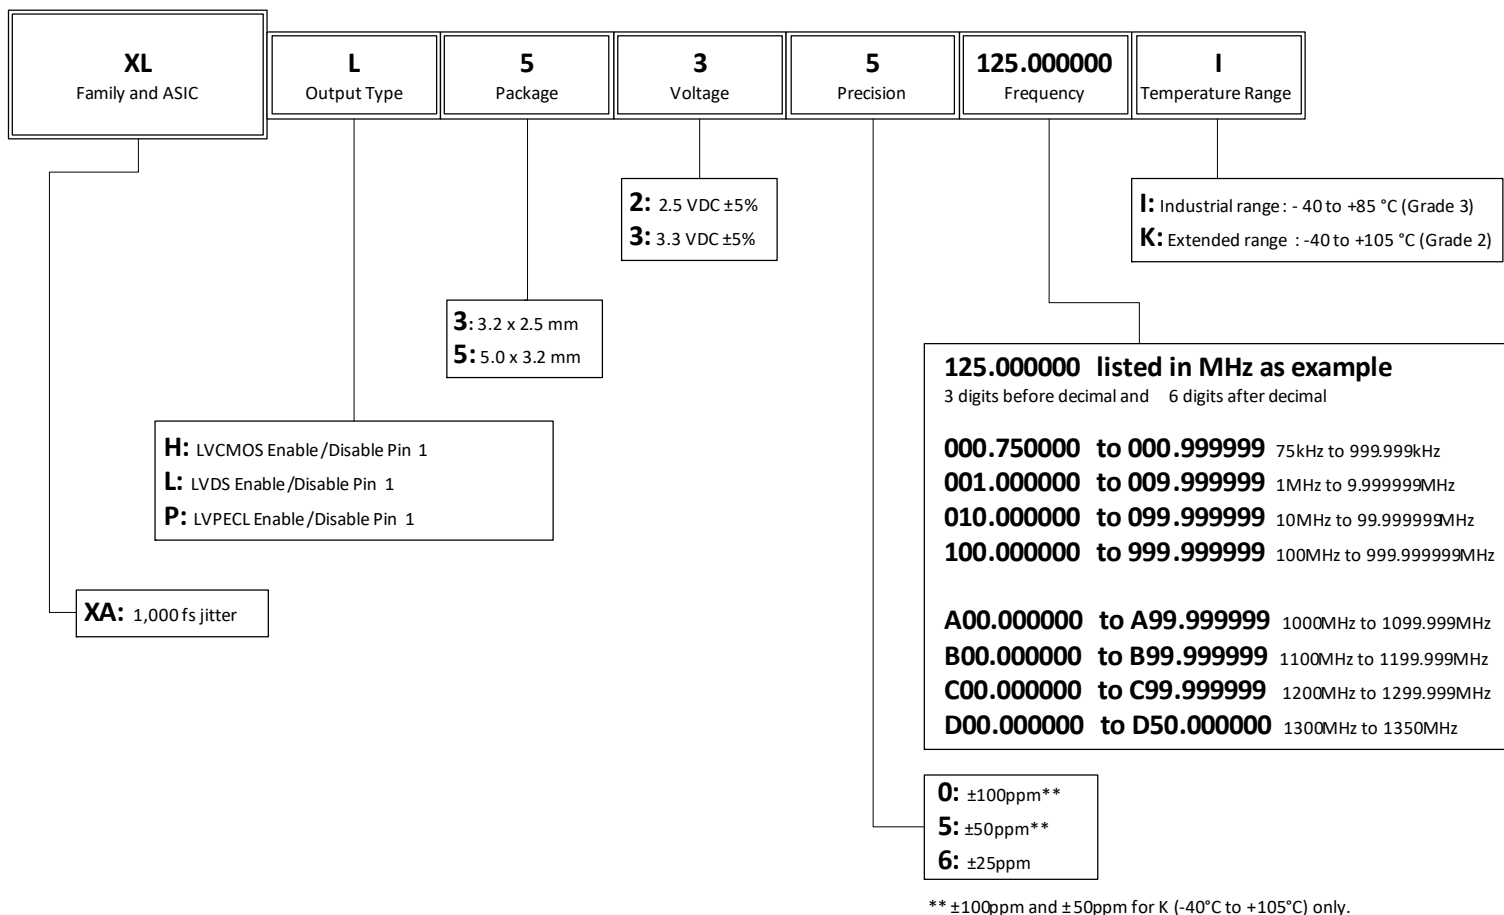 XL
Family and ASIC
L
Output Type
5
Package
3
Voltage
5
Precision
125.000000
Frequency
I
Temperature Range
2: 2.5 VDC ±5%
3: 3.3 VDC ±5%
I: Industrial range : - 40 to +85 °C (Grade 3)
K: Extended range : -40 to +105 °C (Grade 2)
3: 3.2 x 2.5 mm
5: 5.0 x 3.2 mm
125.000000 listed in MHz as example
3 digits before decimal and 6 digits after decimal
000.750000 to 000.999999 75kHz to 999.999kHz
001.000000 to 009.999999 1MHz to 9.999999MHz
010.000000 to 099.999999 10MHz to 99.999999MHz
100.000000 to 999.999999 100MHz to 999.999999MHz
A00.000000 to A99.999999 1000MHz to 1099.999MHz
B00.000000 to B99.999999 1100MHz to 1199.999MHz
C00.000000 to C99.999999 1200MHz to 1299.999MHz
D00.000000 to D50.000000 1300MHz to 1350MHz
H: LVCMOS Enable/Disable Pin 1
L: LVDS Enable/Disable Pin 1
P: LVPECL Enable/Disable Pin 1
XA: 1,000 fs jitter
0: ±100ppm**
5: ±50ppm**
6: ±25ppm
** ±100ppm and ±50ppm for K (-40°C to +105°C) only.